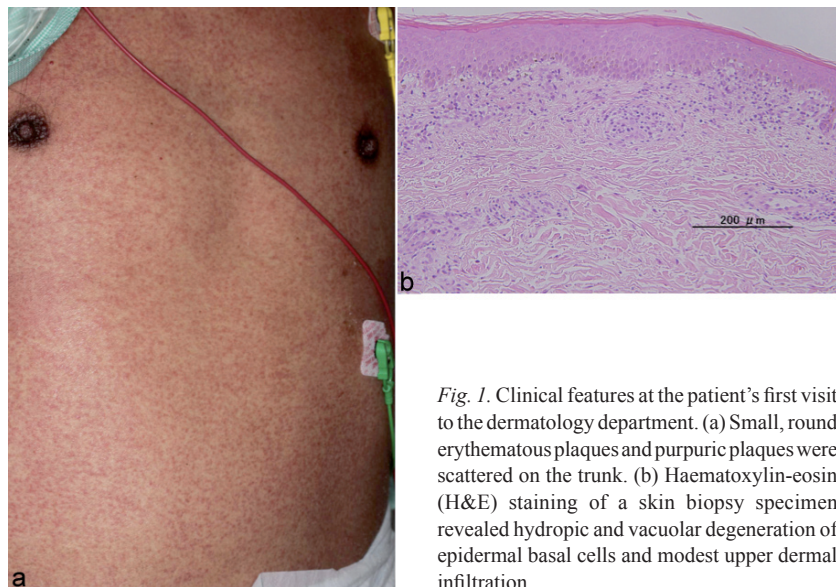 a
b
200 μm
Fig. 1. Clinical features at the patient's first visit
to the dermatology department. (a) Small, round
erythematous plaques and purpuric plaques were
scattered on the trunk. (b) Haematoxylin-eosin
(H&E) staining of a skin biopsy specimen
revealed hydropic and vacuolar degeneration of
epidermal basal cells and modest upper dermal
infiltration.